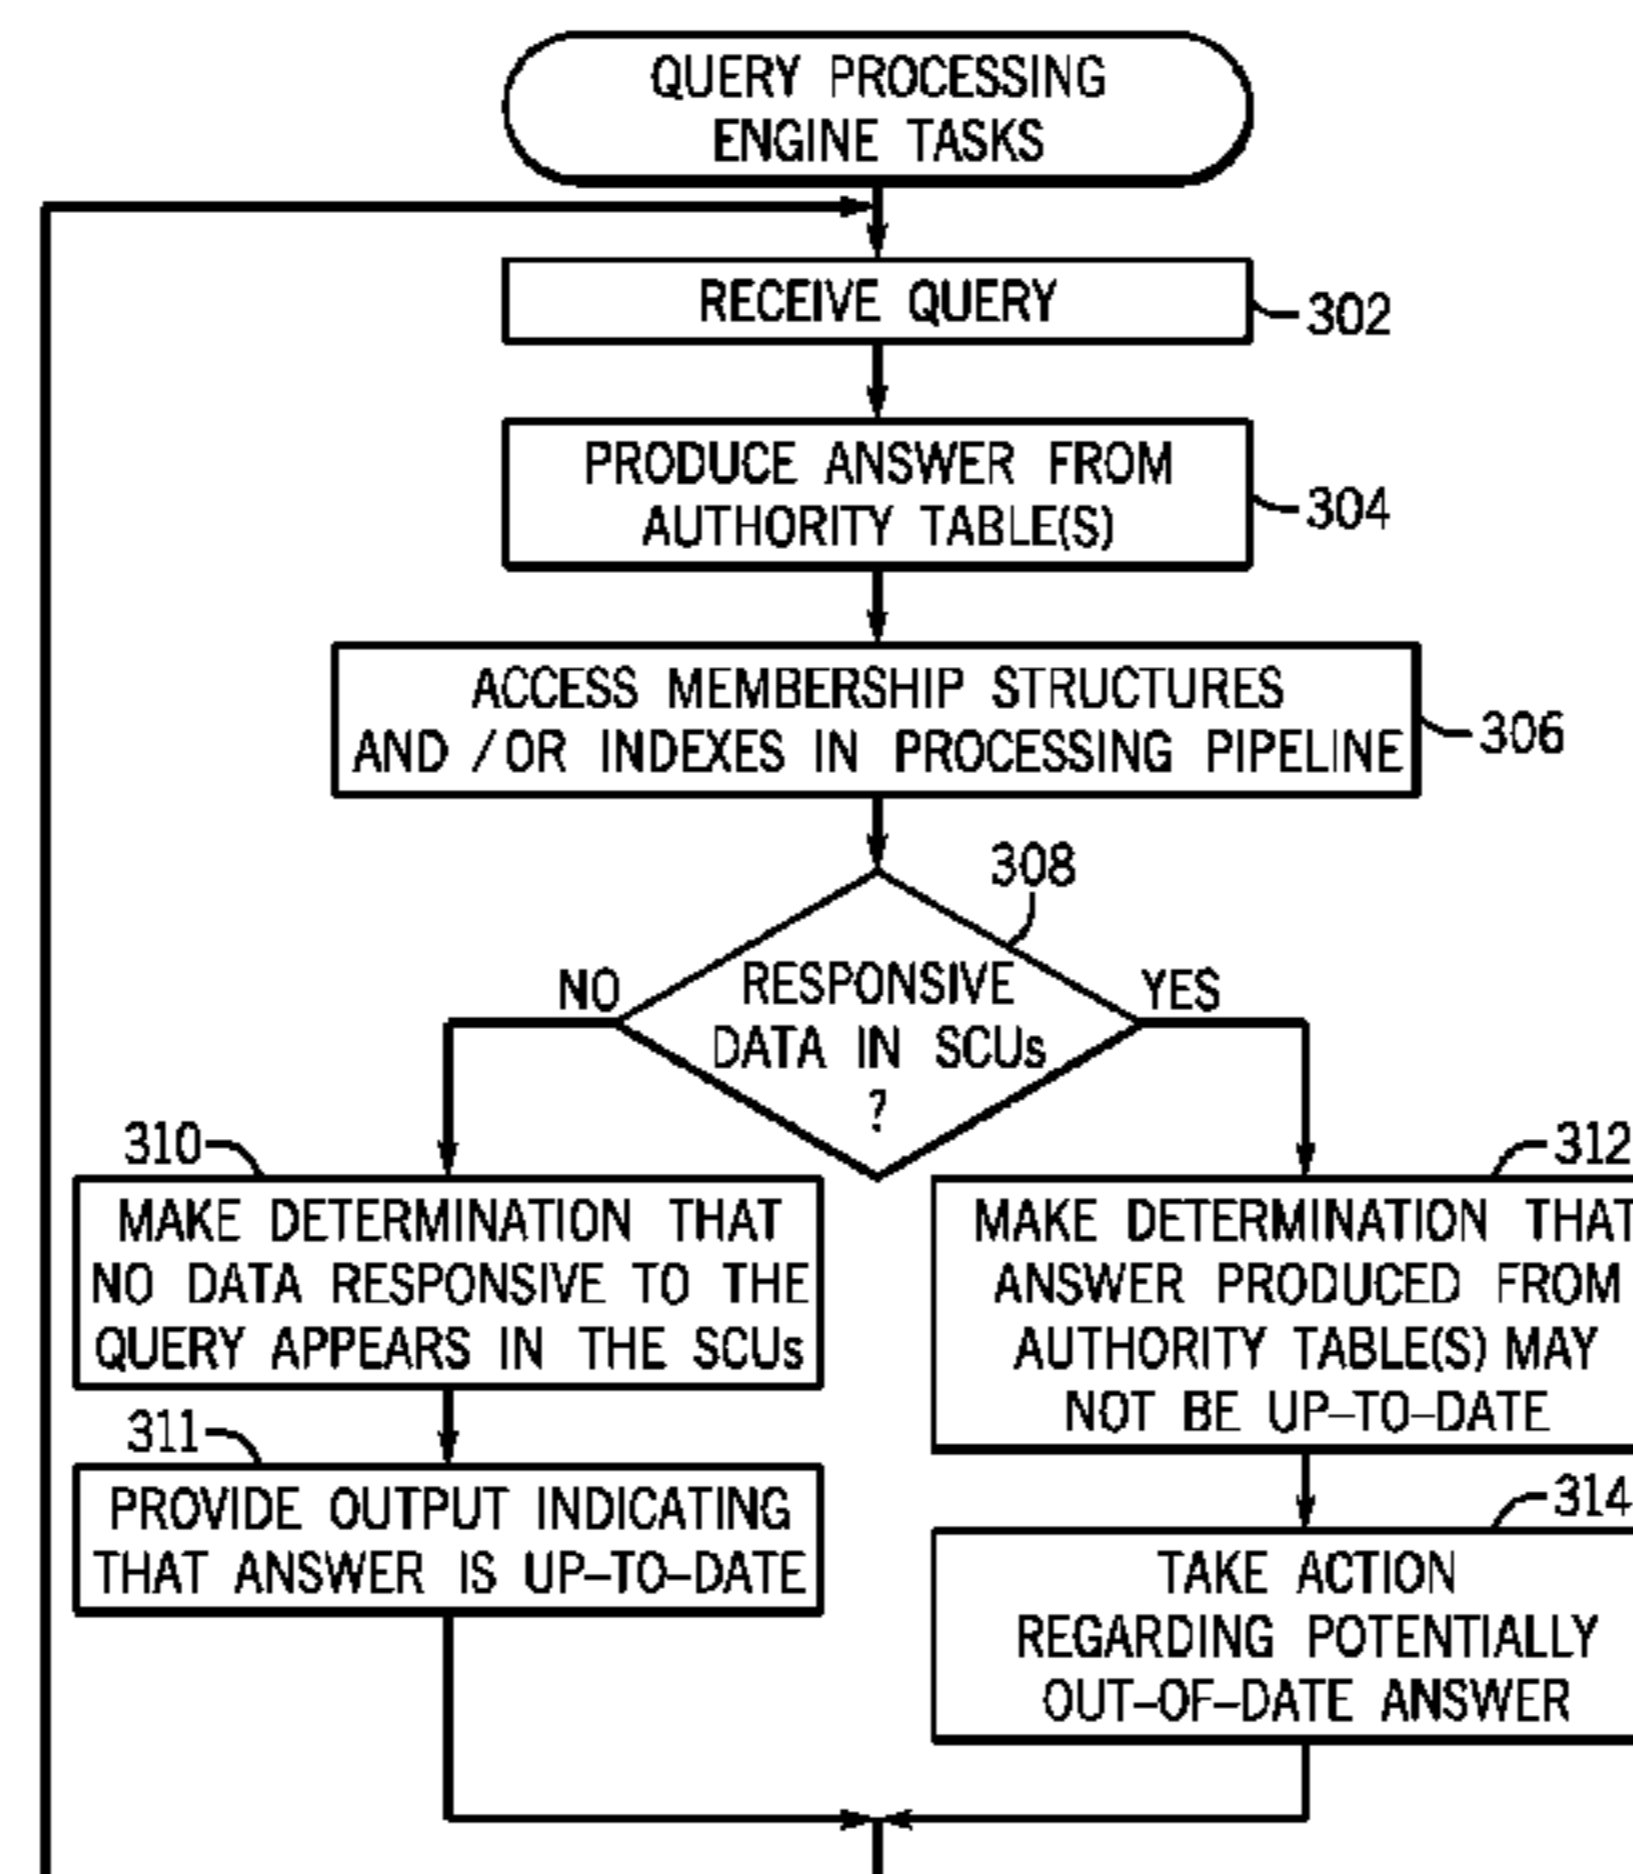 QUERY PROCESSING
ENGINE TASKS
RECEIVE QUERY
302
PRODUCE ANSWER FROM
AUTHORITY TABLE(S)
304
ACCESS MEMBERSHIP STRUCTURES
AND /OR INDEXES IN PROCESSING PIPELINE
306
308
RESPONSIVE
DATA IN SCUs
?
NO
YES
310
MAKE DETERMINATION THAT
NO DATA RESPONSIVE TO THE
QUERY APPEARS IN THE SCUs
312
MAKE DETERMINATION THAT
ANSWER PRODUCED FROM
AUTHORITY TABLE(S) MAY
NOT BE UP–TO–DATE
311
PROVIDE OUTPUT INDICATING
THAT ANSWER IS UP–TO–DATE
314
TAKE ACTION
REGARDING POTENTIALLY
OUT–OF–DATE ANSWER